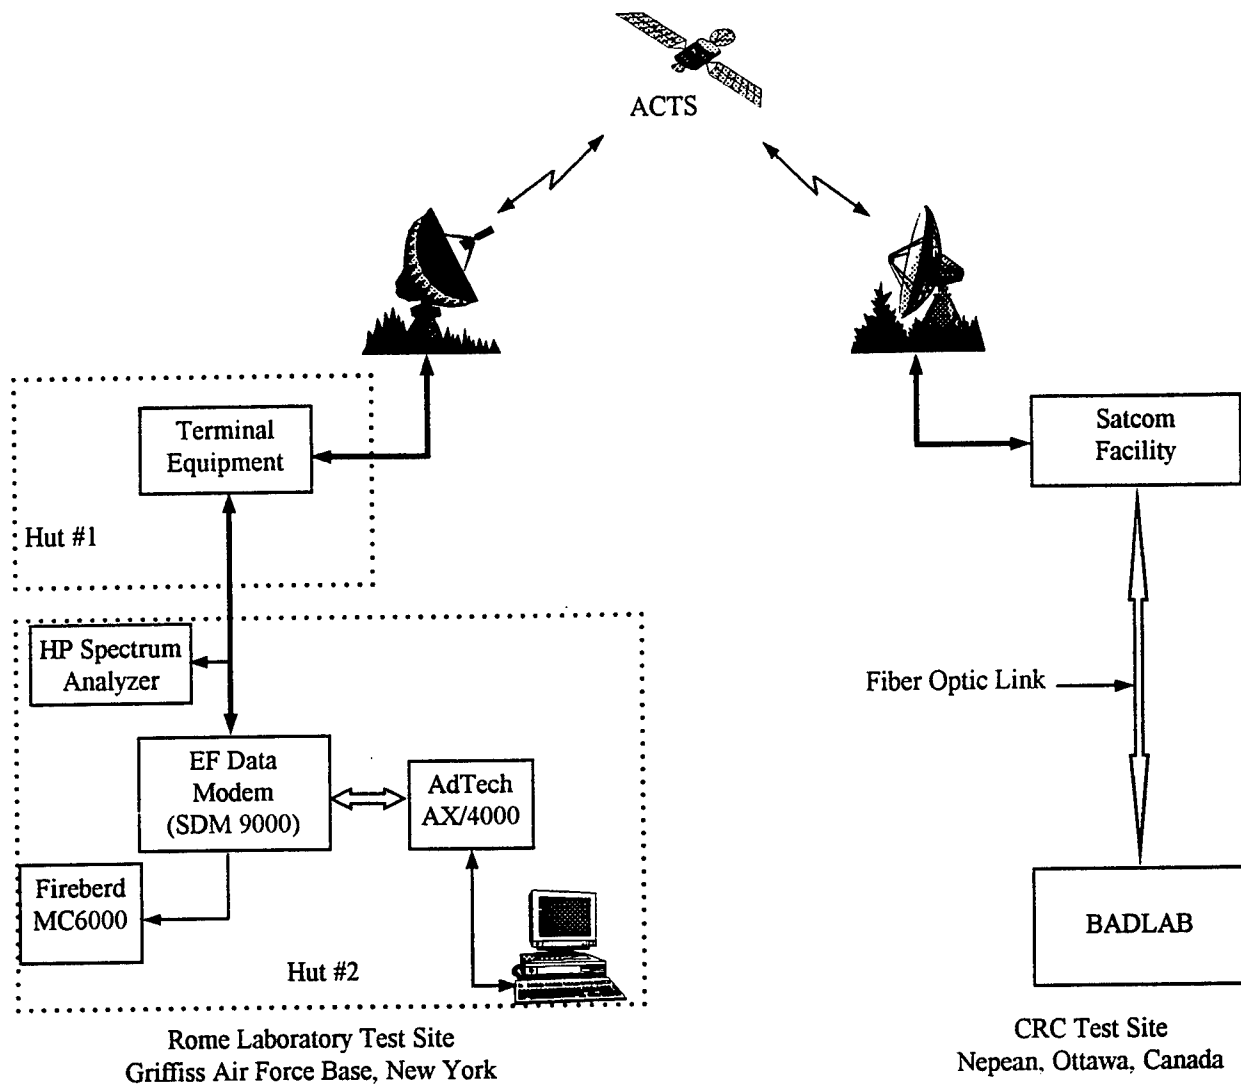 ACTS
Terminal
Equipment
Hut #1
Satcom
Facility
HP Spectrum
Analyzer
Fiber Optic Link
EF Data
Modem
(SDM 9000)
AdTech
AX/4000
Fireberd
MC6000
Hut #2
BADLAB
Rome Laboratory Test Site
Griffiss Air Force Base, New York
CRC Test Site
Nepean, Ottawa, Canada